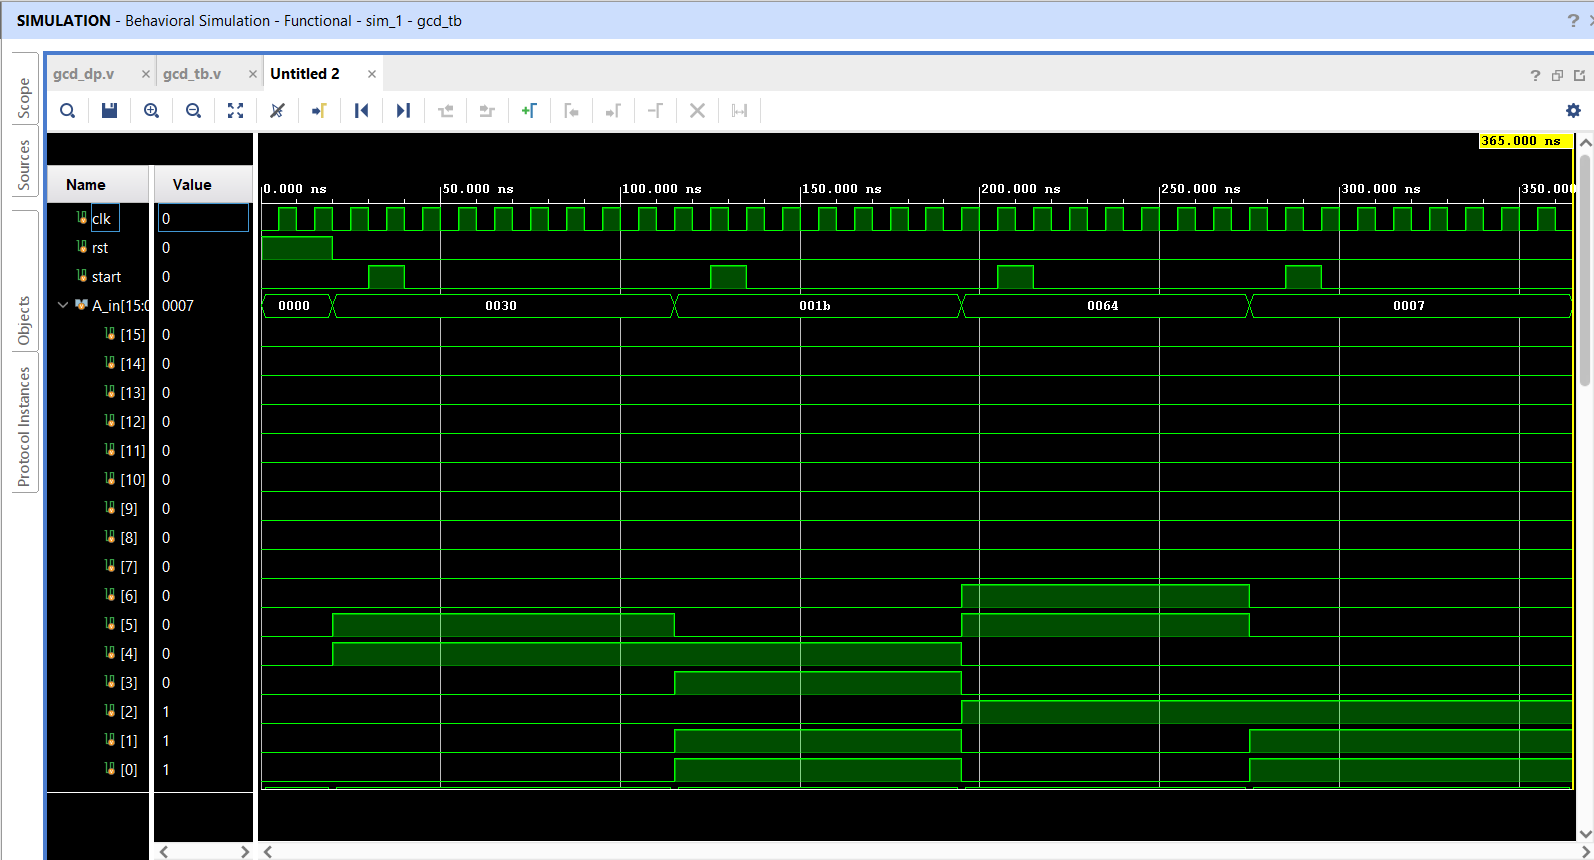 SIMULATION - Behavioral Simulation - Functional - sim_1 - gcd_tb
?
Scope
Sources
Objects
Protocol Instances
gcd_dp.v ×
gcd_tb.v ×
Untitled 2 ×
?
365.000 ns
Name Value
0.000 ns 50.000 ns 100.000 ns 150.000 ns 200.000 ns 250.000 ns 300.000 ns 350.000
clk 0
rst 0
start 0
A_in[15:0 0007 0000 0030 001b 0064 0007
[15] 0
[14] 0
[13] 0
[12] 0
[11] 0
[10] 0
[9] 0
[8] 0
[7] 0
[6] 0
[5] 0
[4] 0
[3] 0
[2] 1
[1] 1
[0] 1